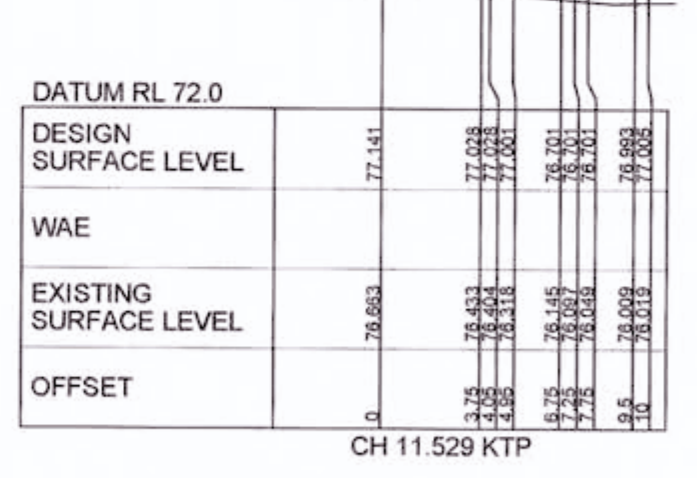 DATUM RL 72.0
DESIGN
SURFACE LEVEL
77.141 77.028 77.028 77.001 76.701 76.701 76.701 76.993 77.005
WAE
EXISTING
SURFACE LEVEL
76.663 76.433 76.404 76.318 76.145 76.097 76.049 76.009 76.019
OFFSET
0 3.75 4.05 4.95 6.75 7.25 7.75 9.5 10
CH 11.529 KTP